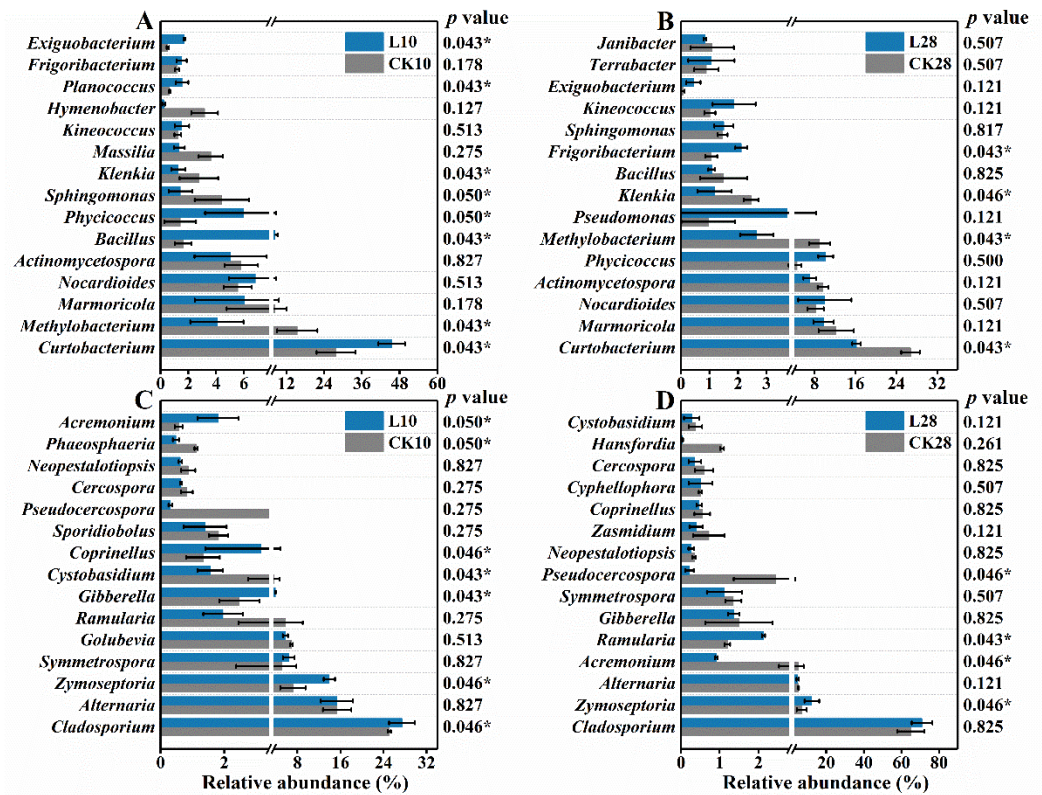 A
p value
L10
CK10
Exiguobacterium 0.043*
Frigoribacterium 0.178
Planococcus 0.043*
Hymenobacter 0.127
Kineococcus 0.513
Massilia 0.275
Klenkia 0.043*
Sphingomonas 0.050*
Phycicoccus 0.050*
Bacillus 0.043*
Actinomycetospora 0.827
Nocardioides 0.513
Marmoricola 0.178
Methylobacterium 0.043*
Curtobacterium 0.043*
0 2 4 6 12 24 36 48 60
B
p value
L28
CK28
Janibacter 0.507
Terrabacter 0.507
Exiguobacterium 0.121
Kineococcus 0.121
Sphingomonas 0.817
Frigoribacterium 0.043*
Bacillus 0.825
Klenkia 0.046*
Pseudomonas 0.121
Methylobacterium 0.043*
Phycicoccus 0.500
Actinomycetospora 0.121
Nocardioides 0.507
Marmoricola 0.121
Curtobacterium 0.043*
0 1 2 3 8 16 24 32
C
p value
L10
CK10
Acremonium 0.050*
Phaeosphaeria 0.050*
Neopestalotiopsis 0.827
Cercospora 0.275
Pseudocercospora 0.275
Sporidiobolus 0.275
Coprinellus 0.046*
Cystobasidium 0.043*
Gibberella 0.043*
Ramularia 0.275
Golubevia 0.513
Symmetrospora 0.827
Zymoseptoria 0.046*
Alternaria 0.827
Cladosporium 0.046*
2 8 16 24 32
Relative abundance (%)
D
p value
L28
CK28
Cystobasidium 0.121
Hansfordia 0.261
Cercospora 0.825
Cyphellophora 0.507
Coprinellus 0.825
Zasmidium 0.121
Neopestalotiopsis 0.825
Pseudocercospora 0.046*
Symmetrospora 0.507
Gibberella 0.825
Ramularia 0.043*
Acremonium 0.046*
Alternaria 0.121
Zymoseptoria 0.046*
Cladosporium 0.825
0 1 2 20 40 60 80
Relative abundance (%)